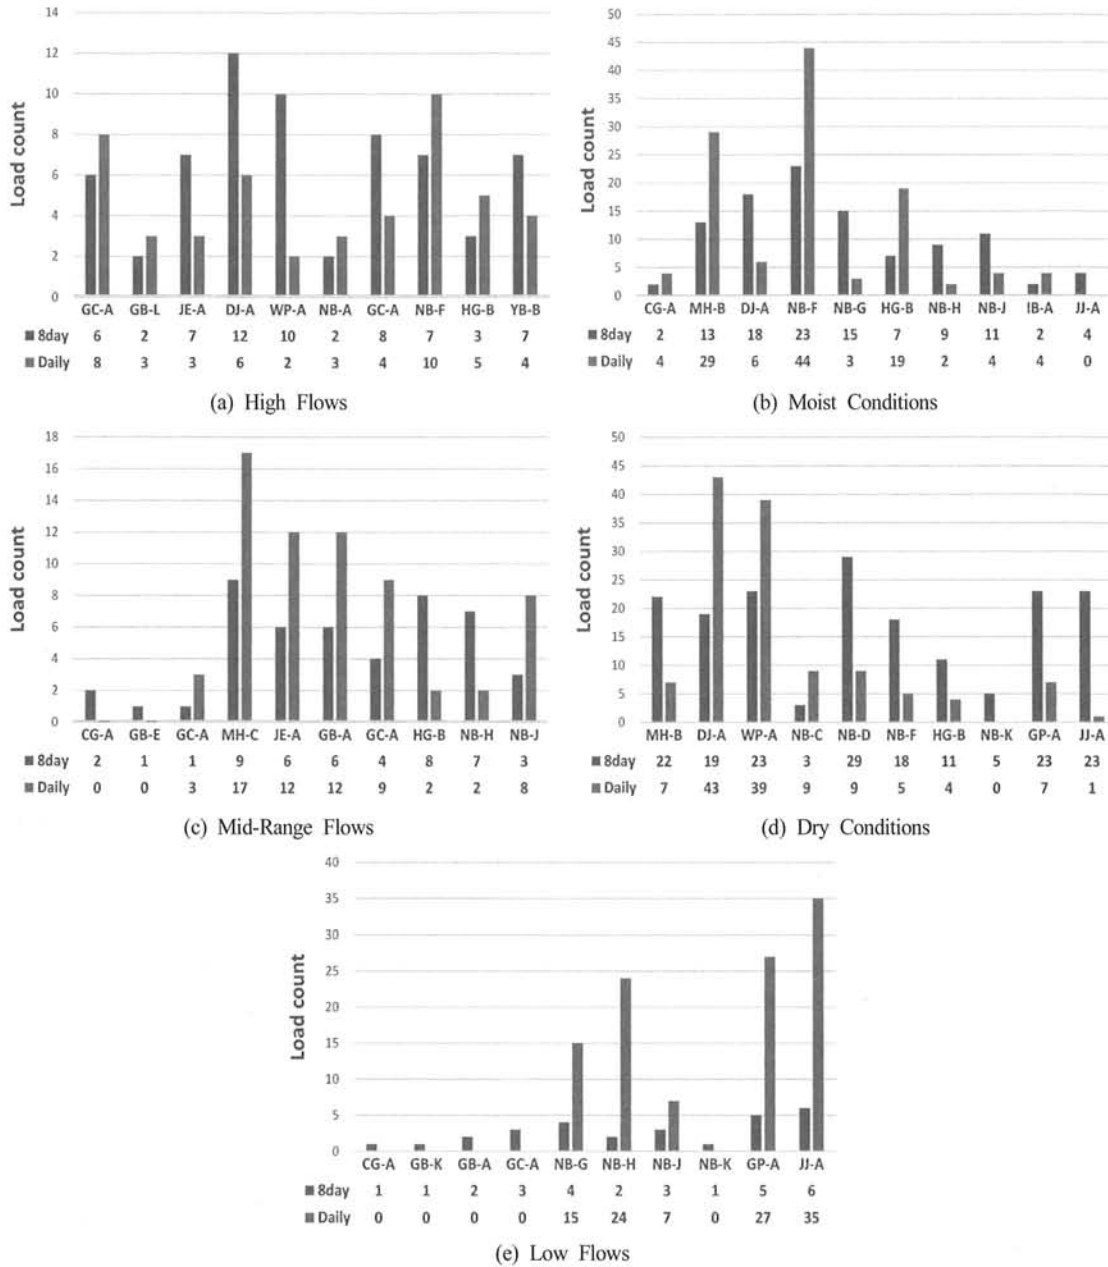 14
12
10
8
6
4
2
0
Load count
GC-A GB-L JE-A DJ-A WP-A NB-A GC-A NB-F HG-B YB-B
8day 6 2 7 12 10 2 8 7 3 7
Daily 8 3 3 6 2 3 4 10 5 4
(a) High Flows
50
45
40
35
30
25
20
15
10
5
0
Load count
CG-A MH-B DJ-A NB-F NB-G HG-B NB-H NB-J IB-A JJ-A
8day 2 13 18 23 15 7 9 11 2 4
Daily 4 29 6 44 3 19 2 4 4 0
(b) Moist Conditions
18
16
14
12
10
8
6
4
2
0
Load count
CG-A GB-E GC-A MH-C JE-A GB-A GC-A HG-B NB-H NB-J
8day 2 1 1 9 6 6 4 8 7 3
Daily 0 0 3 17 12 12 9 2 2 8
(c) Mid-Range Flows
50
45
40
35
30
25
20
15
10
5
0
Load count
MH-B DJ-A WP-A NB-C NB-D NB-F HG-B NB-K GP-A JJ-A
8day 22 19 23 3 29 18 11 5 23 23
Daily 7 43 39 9 9 5 4 0 7 1
(d) Dry Conditions
40
35
30
25
20
15
10
5
0
Load count
CG-A GB-K GB-A GC-A NB-G NB-H NB-J NB-K GP-A JJ-A
8day 1 1 2 3 4 2 3 1 5 6
Daily 0 0 0 0 15 24 7 0 27 35
(e) Low Flows